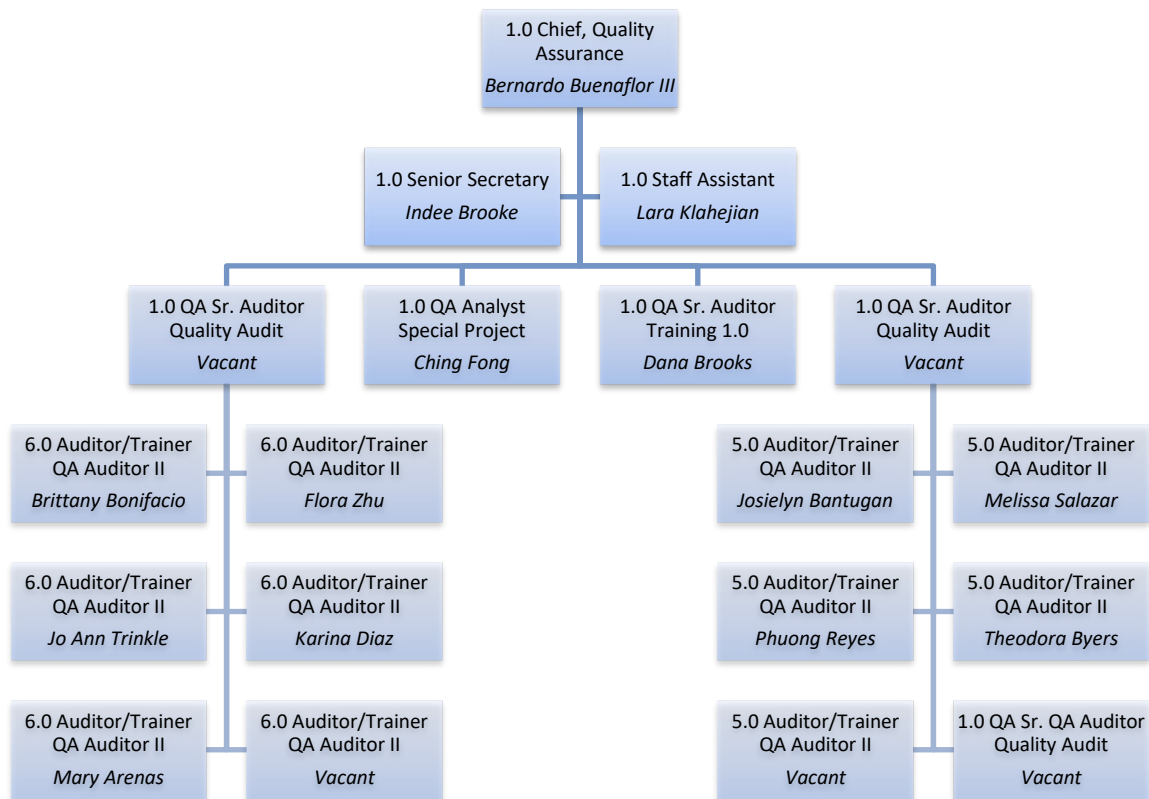 1.0 Chief, Quality
Assurance
Bernardo Buenaflor III
1.0 Senior Secretary
Indee Brooke
1.0 Staff Assistant
Lara Klahejian
1.0 QA Sr. Auditor
Quality Audit
Vacant
1.0 QA Analyst
Special Project
Ching Fong
1.0 QA Sr. Auditor
Training 1.0
Dana Brooks
1.0 QA Sr. Auditor
Quality Audit
Vacant
6.0 Auditor/Trainer
QA Auditor II
Brittany Bonifacio
6.0 Auditor/Trainer
QA Auditor II
Flora Zhu
5.0 Auditor/Trainer
QA Auditor II
Josielyn Bantugan
5.0 Auditor/Trainer
QA Auditor II
Melissa Salazar
6.0 Auditor/Trainer
QA Auditor II
Jo Ann Trinkle
6.0 Auditor/Trainer
QA Auditor II
Karina Diaz
5.0 Auditor/Trainer
QA Auditor II
Phuong Reyes
5.0 Auditor/Trainer
QA Auditor II
Theodora Byers
6.0 Auditor/Trainer
QA Auditor II
Mary Arenas
6.0 Auditor/Trainer
QA Auditor II
Vacant
5.0 Auditor/Trainer
QA Auditor II
Vacant
1.0 QA Sr. QA Auditor
Quality Audit
Vacant